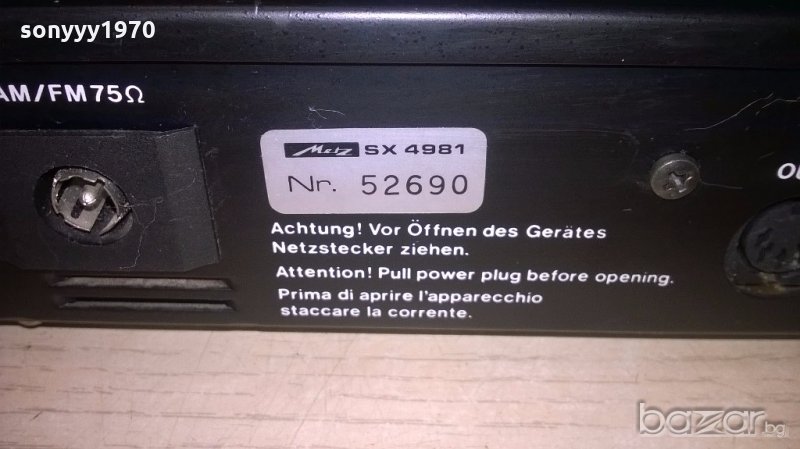 sonyyy1970
AM/FM75Ω
Metz SX 4981
Nr. 52690
Achtung! Vor Öffnen des Gerätes
Netzstecker ziehen.
Attention! Pull power plug before opening.
Prima di aprire l'apparecchio
staccare la corrente.
bazar.bg